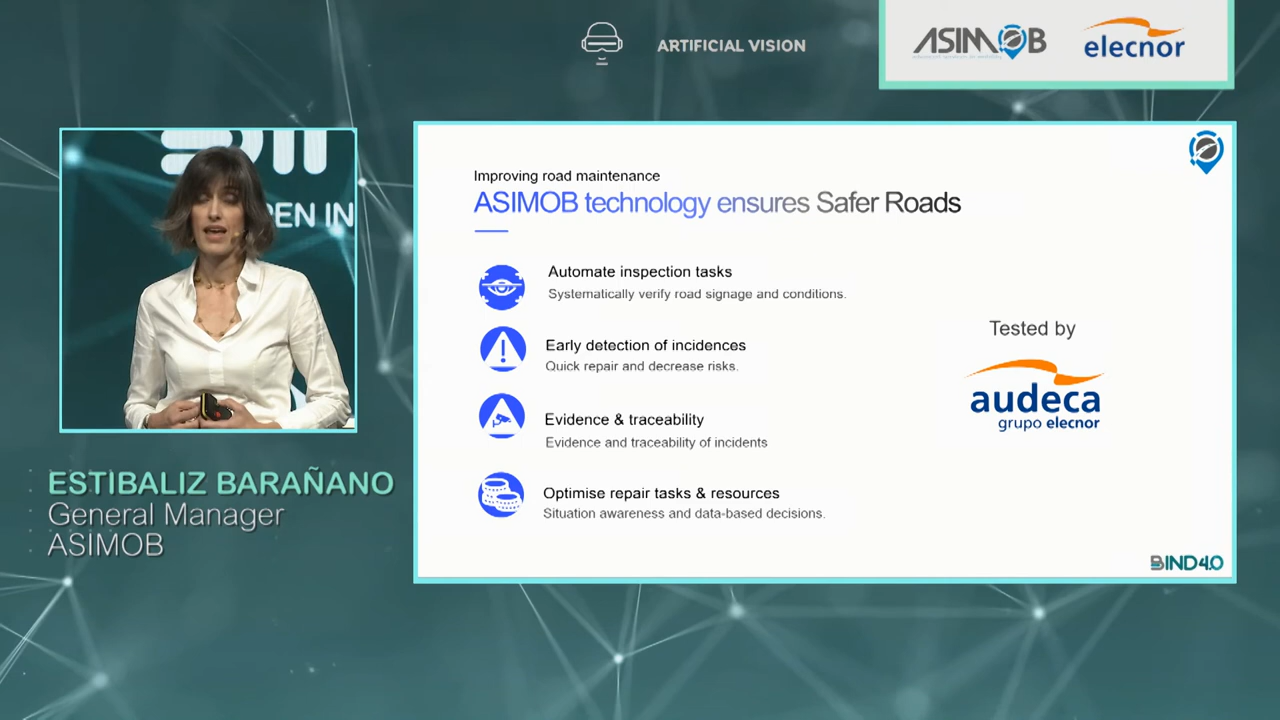 ARTIFICIAL VISION
ASIMOB
elecnor
EN IN
Improving road maintenance
ASIMOB technology ensures Safer Roads
Automate inspection tasks
Systematically verify road signage and conditions.
Early detection of incidences
Quick repair and decrease risks.
Evidence & traceability
Evidence and traceability of incidents
Optimise repair tasks & resources
Situation awareness and data-based decisions.
Tested by
audeca
grupo elecnor
BIND4.0
ESTIBALIZ BARAÑANO
General Manager
ASIMOB